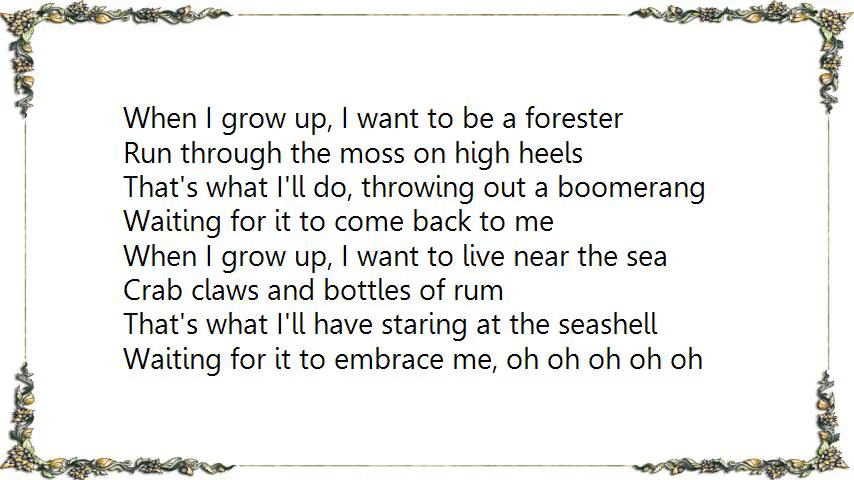 When I grow up, I want to be a forester
Run through the moss on high heels
That's what I'll do, throwing out a boomerang
Waiting for it to come back to me
When I grow up, I want to live near the sea
Crab claws and bottles of rum
That's what I'll have staring at the seashell
Waiting for it to embrace me, oh oh oh oh oh